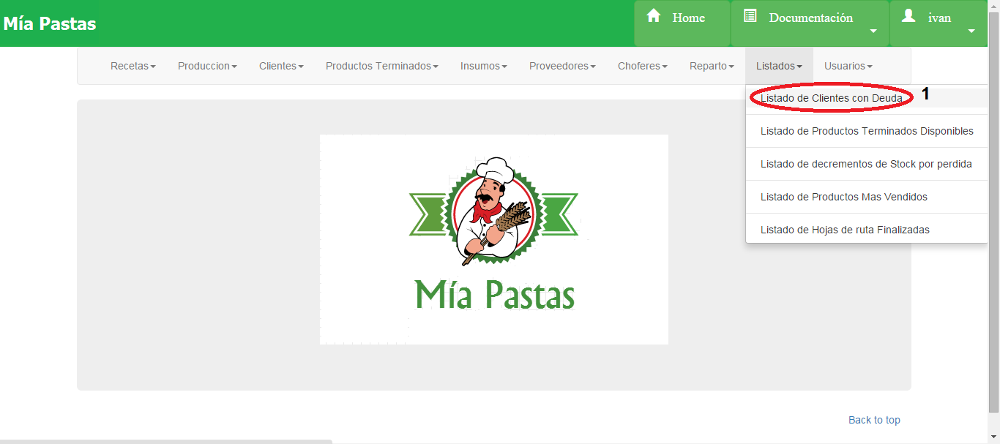 Mía Pastas
Home
Documentación
ivan
Recetas
Produccion
Clientes
Productos Terminados
Insumos
Proveedores
Choferes
Reparto
Listados
Usuarios
Listado de Clientes con Deuda
1
Listado de Productos Terminados Disponibles
Listado de decrementos de Stock por perdida
Listado de Productos Mas Vendidos
Listado de Hojas de ruta Finalizadas
Mía Pastas
Back to top